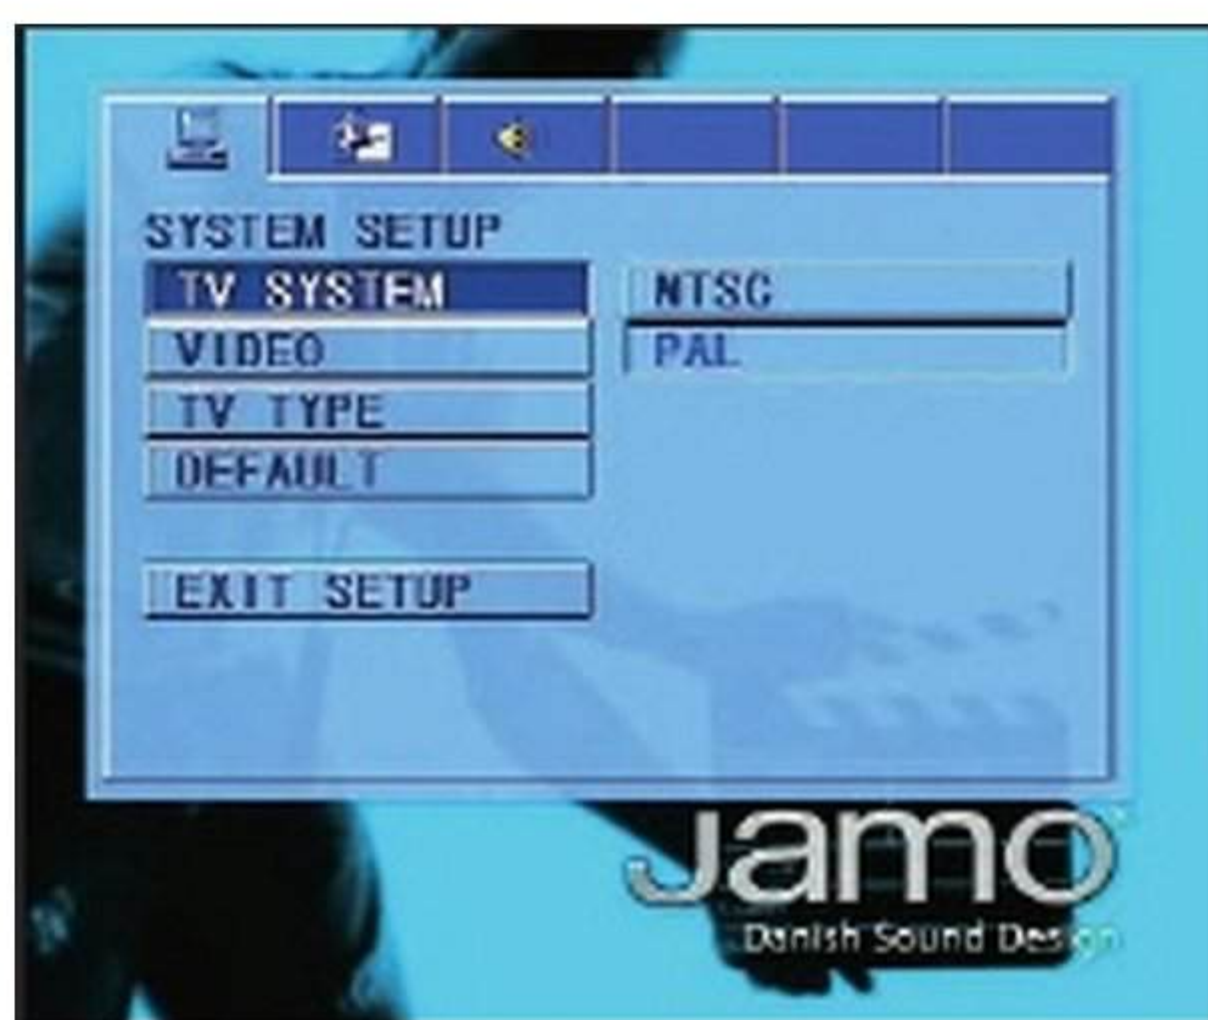 SYSTEM SETUP
TV SYSTEM
NTSC
VIDEO
PAL
TV TYPE
DEFAULT
EXIT SETUP
Jamo
Danish Sound Design